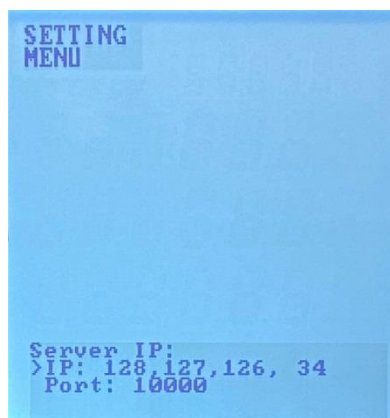 SETTING
MENU
Server IP:
>IP: 128,127,126, 34
Port: 10000